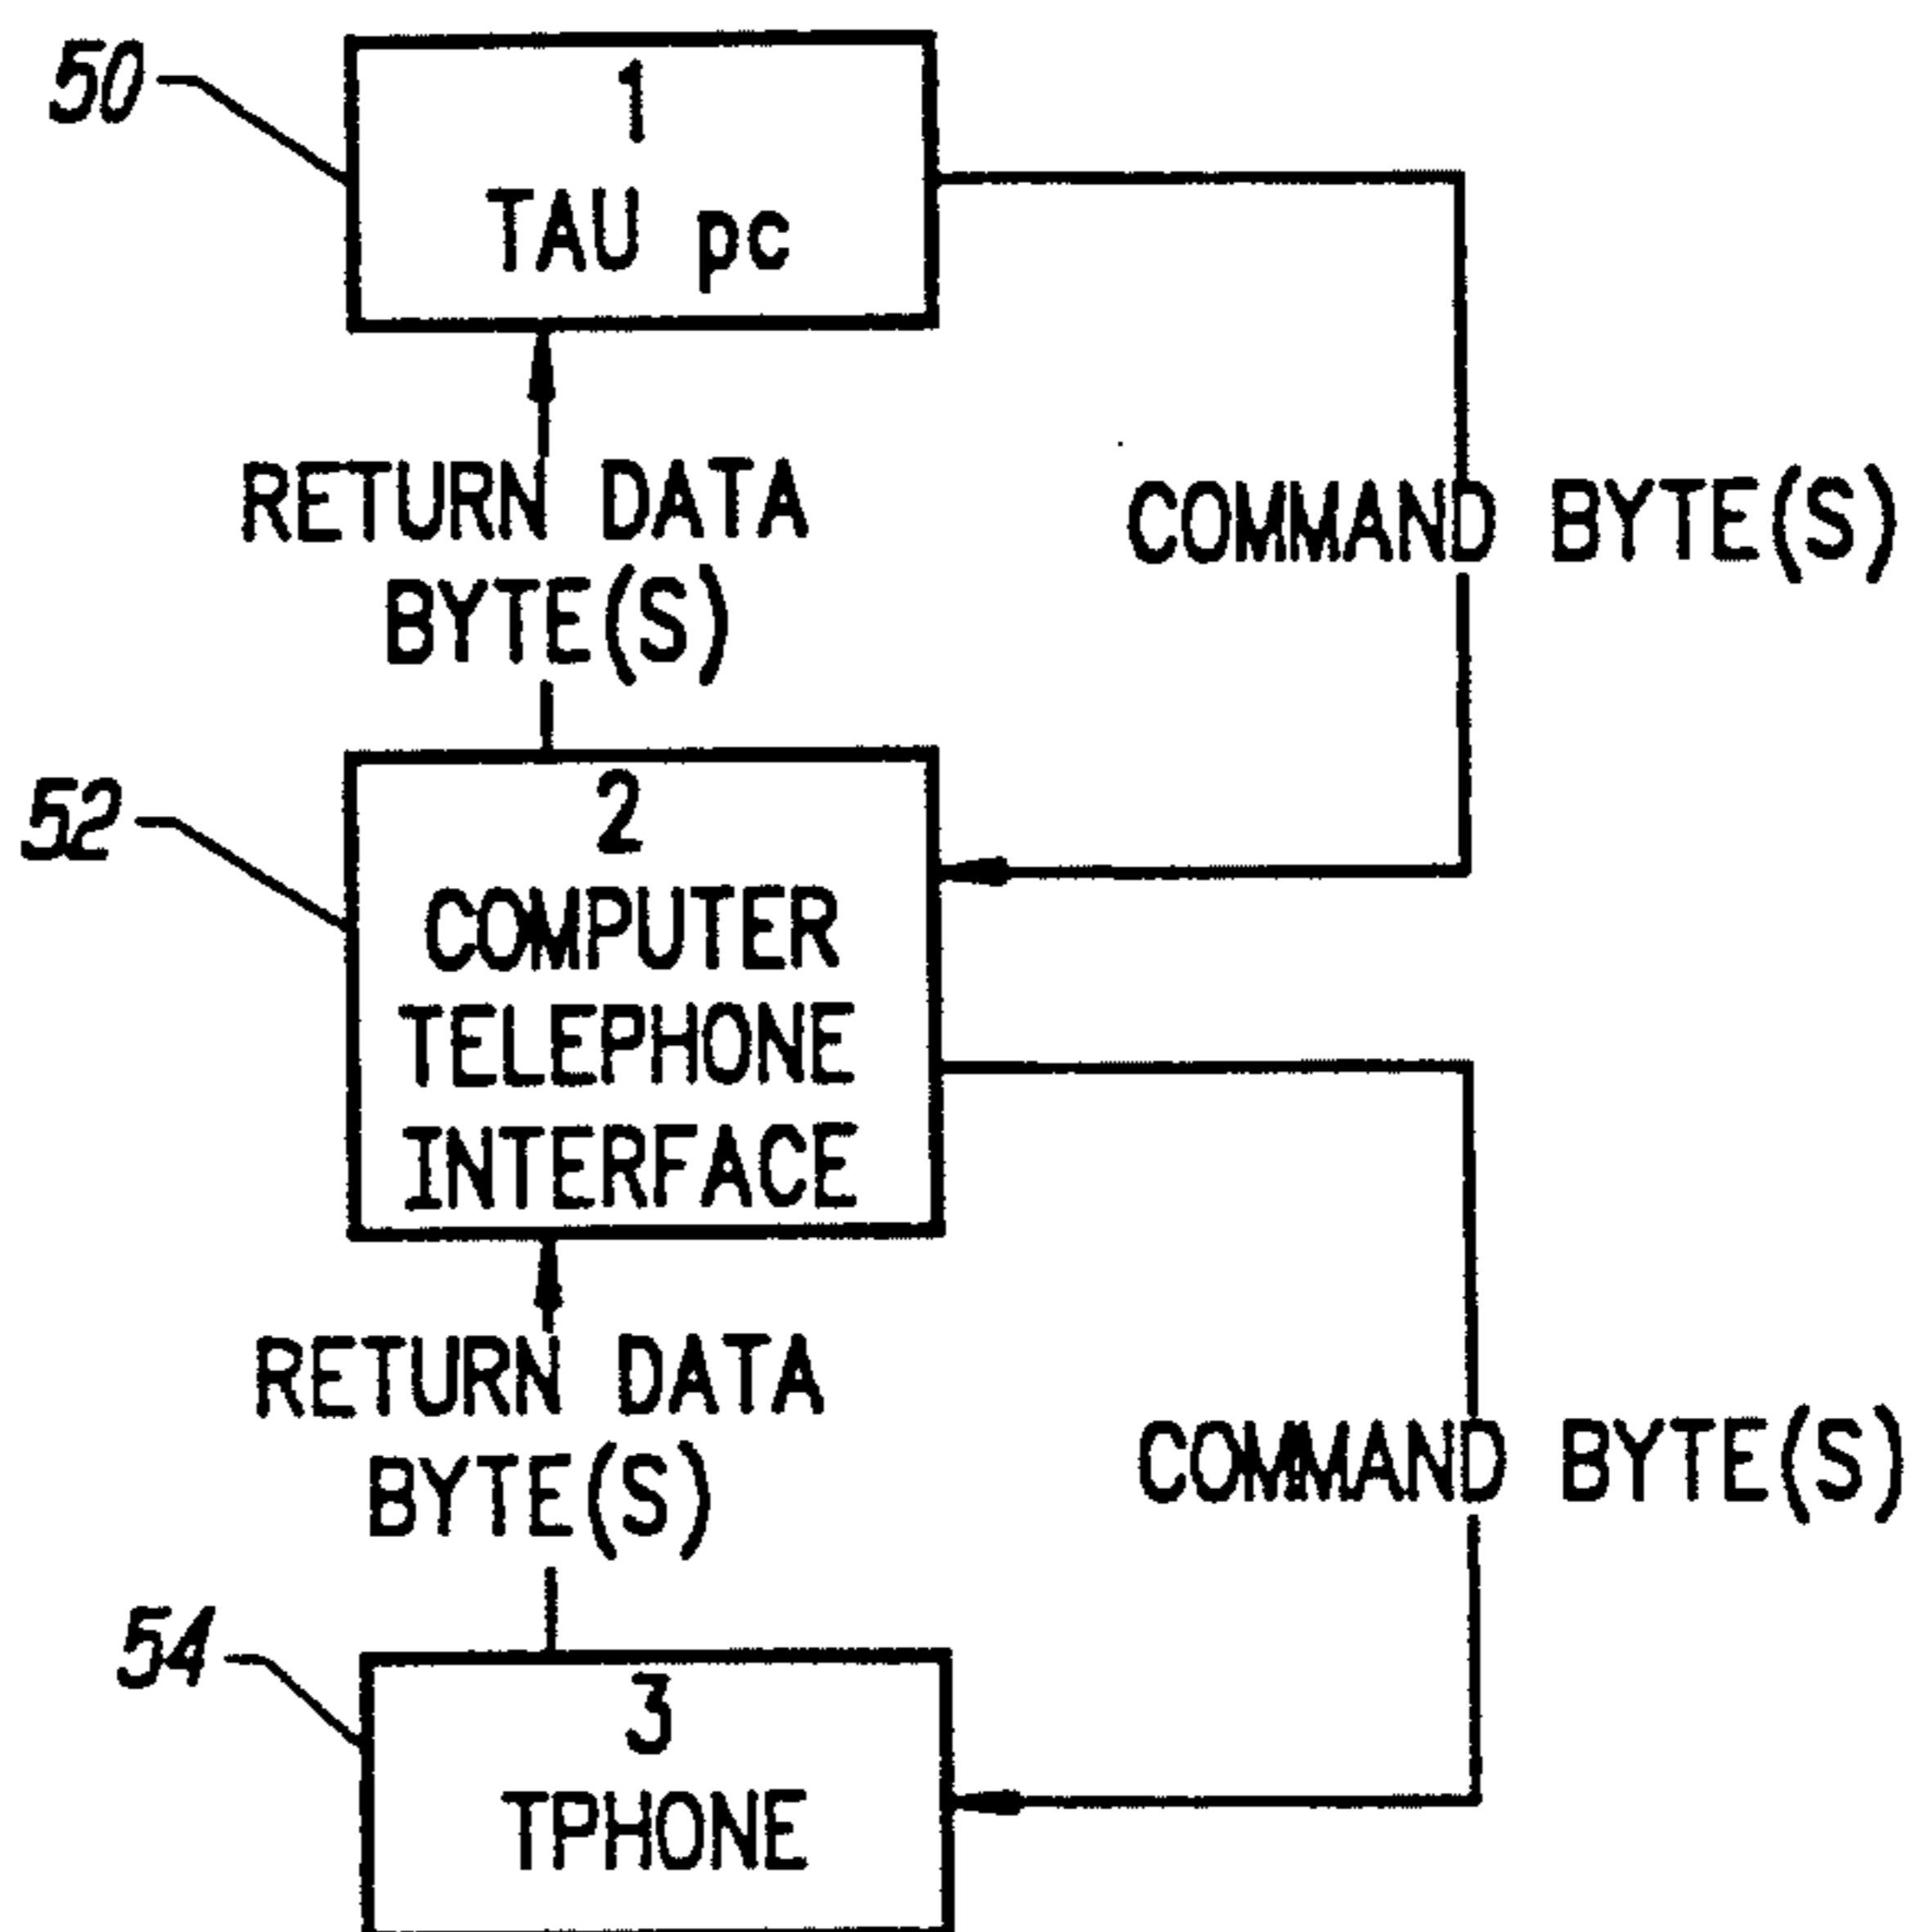 50
1
TAU pc
RETURN DATA
BYTE(S)
COMMAND BYTE(S)
52
2
COMPUTER
TELEPHONE
INTERFACE
RETURN DATA
BYTE(S)
COMMAND BYTE(S)
54
3
TPHONE